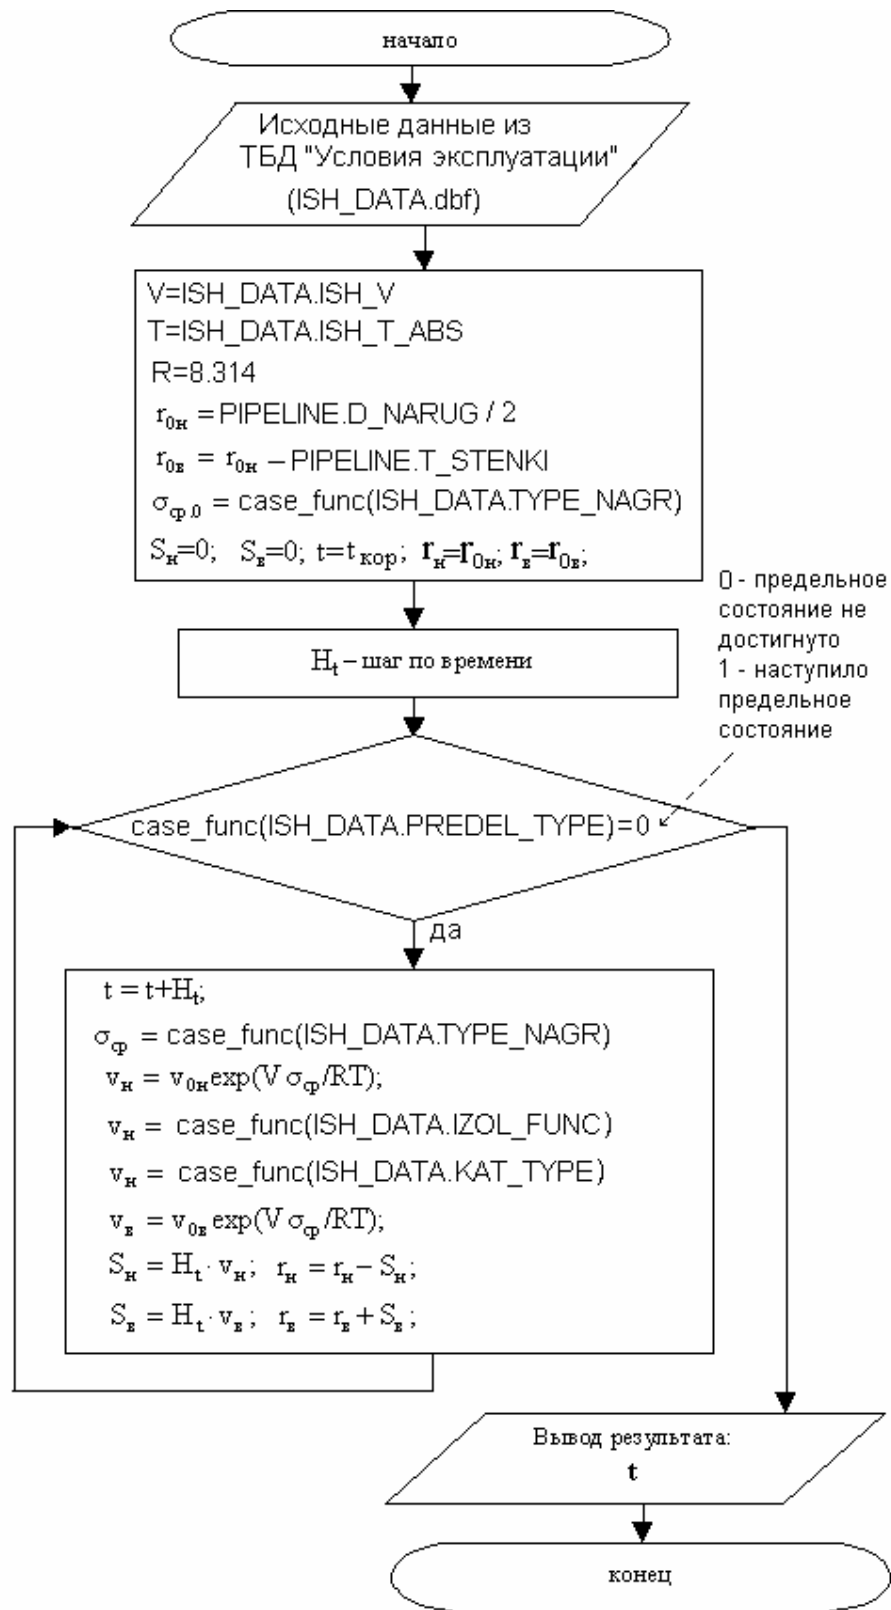 начало
Исходные данные из
ТБД "Условия эксплуатации"
(ISH_DATA.dbf)
V=ISH_DATA.ISH_V
T=ISH_DATA.ISH_T_ABS
R=8.314
r₀ₙ = PIPELINE.D_NARUG / 2
r₀в = r₀н – PIPELINE.T_STENKI
σср.0 = case_func(ISH_DATA.TYPE_NAGR)
Sн=0; Sв=0; t=tкор; rн=r₀н; rв=r₀в;
0 - предельное
состояние не
достигнуто
1 - наступило
предельное
состояние
Ht – шаг по времени
case_func(ISH_DATA.PREDEL_TYPE)=0
да
t = t+Ht;
σср = case_func(ISH_DATA.TYPE_NAGR)
vн = v₀н exp(V σср/RT);
vн = case_func(ISH_DATA.IZOL_FUNC)
vн = case_func(ISH_DATA.KAT_TYPE)
vв = v₀в exp(V σср/RT);
Sн = Ht · vн; rн = rн – Sн;
Sв = Ht · vв; rв = rв + Sв;
Вывод результата:
t
конец